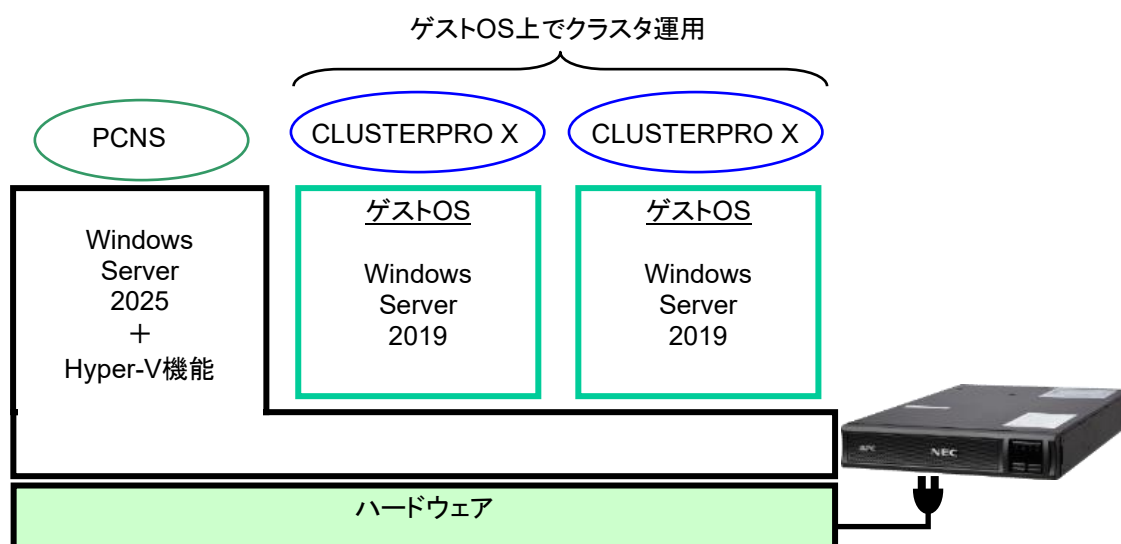 ゲストOS上でクラスタ運用
PCNS
CLUSTERPRO X
CLUSTERPRO X
Windows
Server
2025
＋
Hyper-V機能
ゲストOS
Windows
Server
2019
ゲストOS
Windows
Server
2019
APC
NEC
ハードウェア